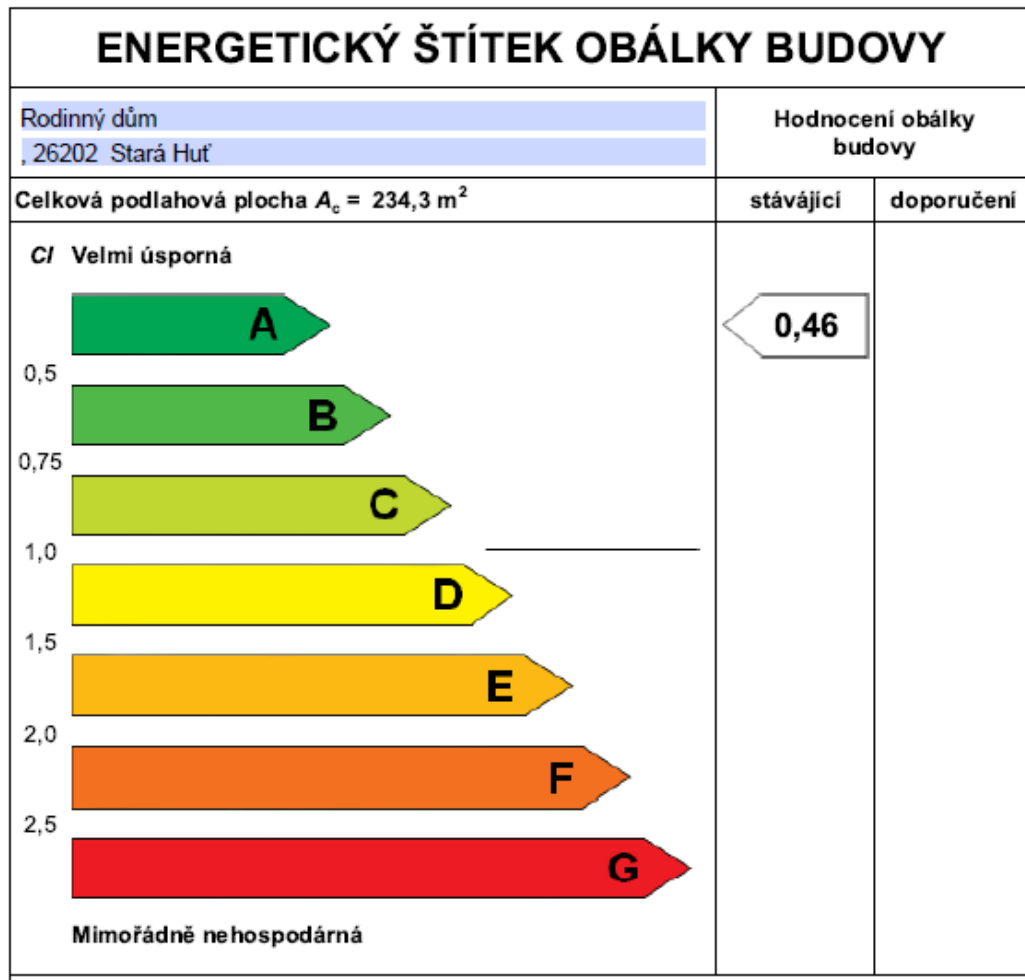 ENERGETICKÝ ŠTÍTEK OBÁLKY BUDOVY
Rodinný dům
, 26202 Stará Huť
Hodnocení obálky
budovy
Celková podlahová plocha Ac = 234,3 m²
stávající
doporučení
CI Velmi úsporná
A
0,46
0,5
B
0,75
C
1,0
D
1,5
E
2,0
F
2,5
G
Mimořádně nehospodárná